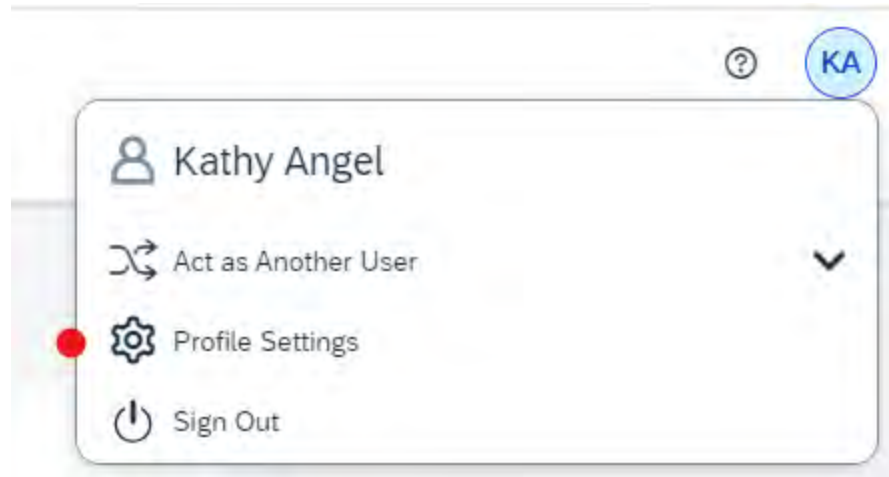 KA
Kathy Angel
Act as Another User
Profile Settings
Sign Out